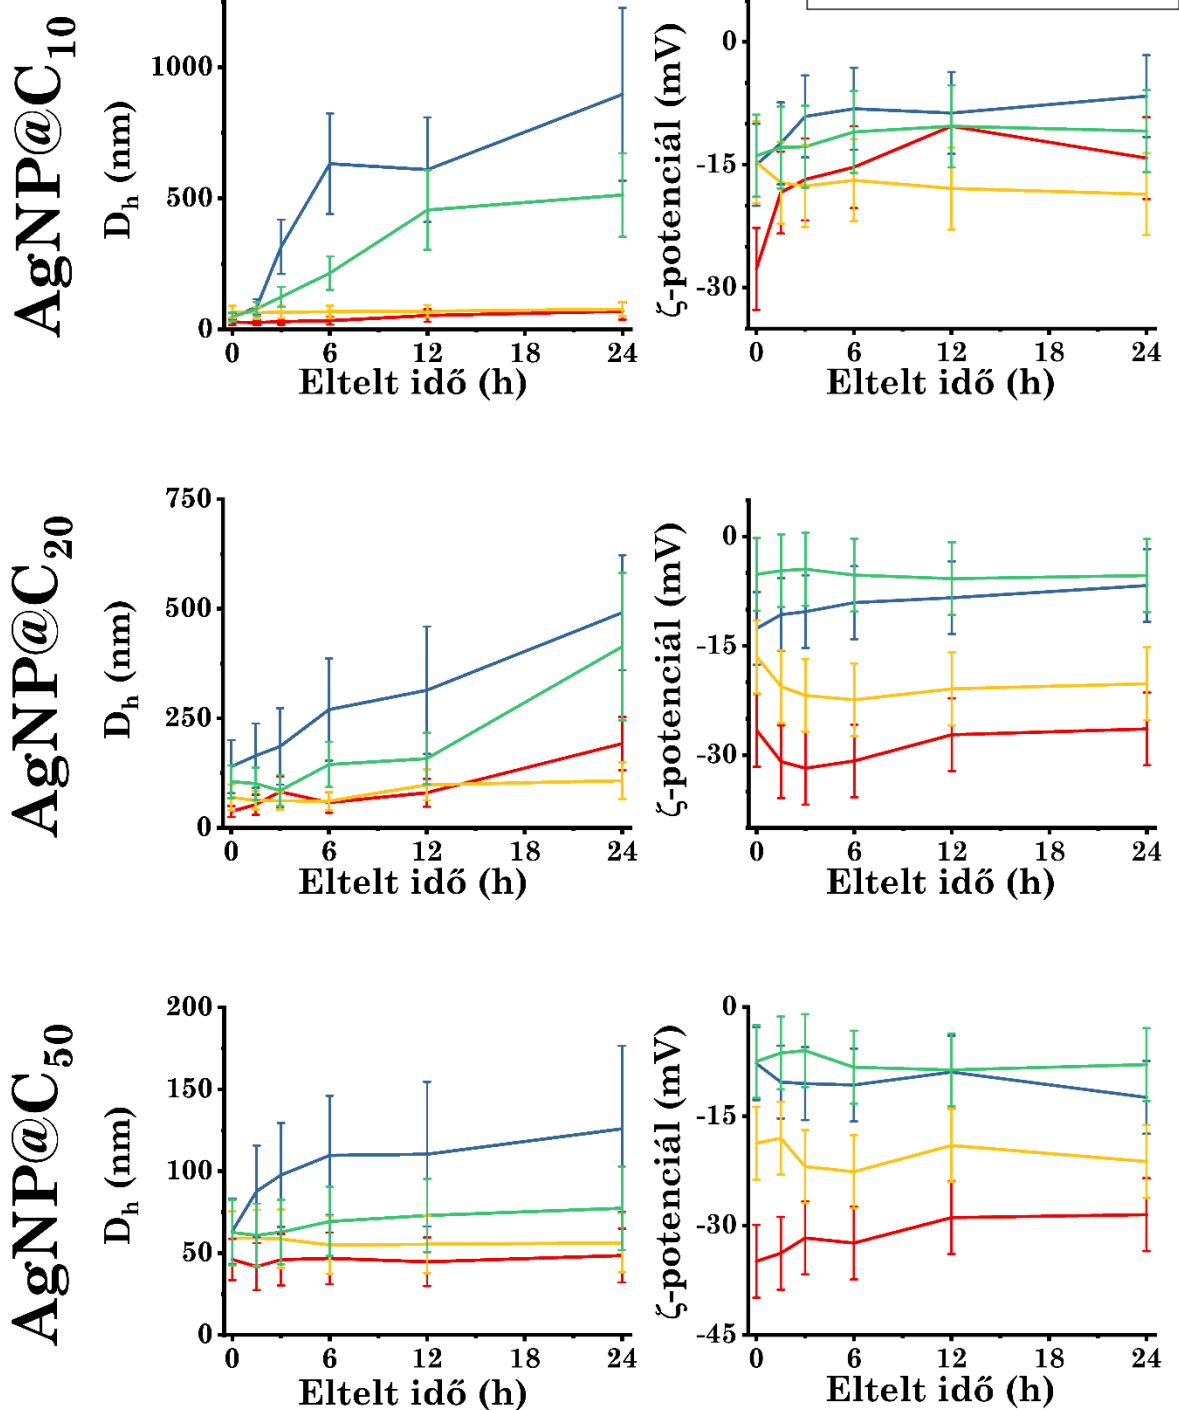 AgNP@C10
Dh (nm)
1000
500
0
0 6 12 18 24
Eltelt idő (h)
ζ-potenciál (mV)
0
-15
-30
0 6 12 18 24
Eltelt idő (h)
AgNP@C20
Dh (nm)
750
500
250
0
0 6 12 18 24
Eltelt idő (h)
ζ-potenciál (mV)
0
-15
-30
0 6 12 18 24
Eltelt idő (h)
AgNP@C50
Dh (nm)
200
150
100
50
0
0 6 12 18 24
Eltelt idő (h)
ζ-potenciál (mV)
0
-15
-30
-45
0 6 12 18 24
Eltelt idő (h)